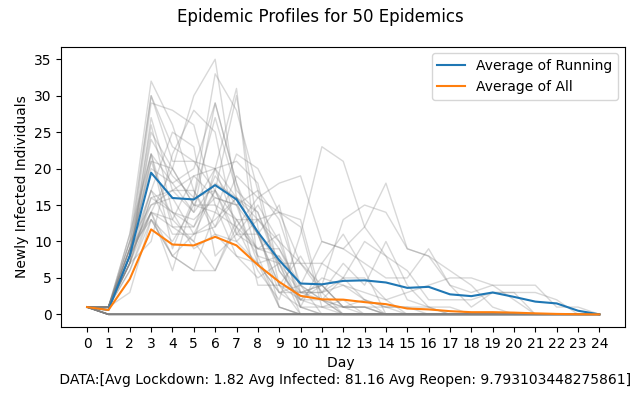 Epidemic Profiles for 50 Epidemics
Newly Infected Individuals
35
30
25
20
15
10
5
0
Average of Running
Average of All
0 1 2 3 4 5 6 7 8 9 10 11 12 13 14 15 16 17 18 19 20 21 22 23 24
Day
DATA:[Avg Lockdown: 1.82 Avg Infected: 81.16 Avg Reopen: 9.793103448275861]